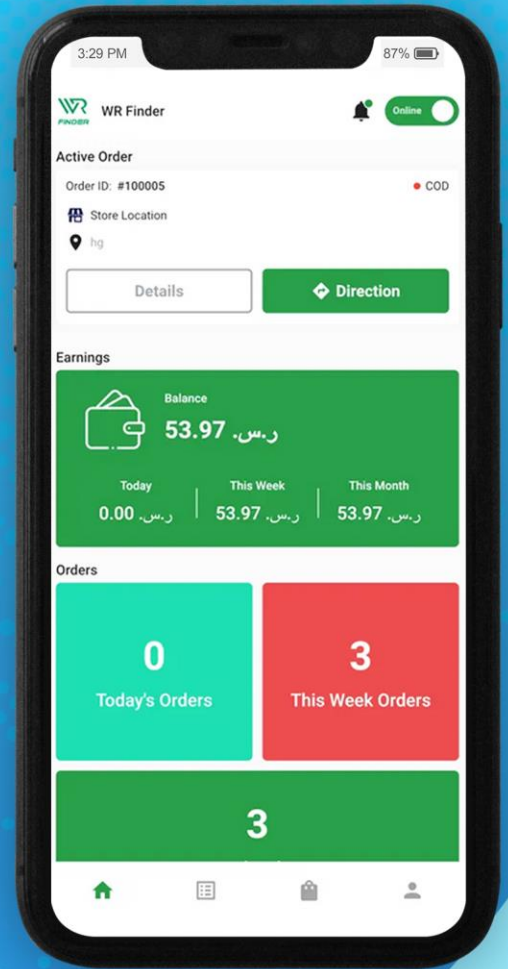 3:29 PM
87%
WR
FINDER
WR Finder
Online
Active Order
Order ID: #100005
COD
Store Location
hg
Details
Direction
Earnings
Balance
53.97 ر.س.
Today
This Week
This Month
0.00 ر.س.
53.97 ر.س.
53.97 ر.س.
Orders
0
3
Today's Orders
This Week Orders
3